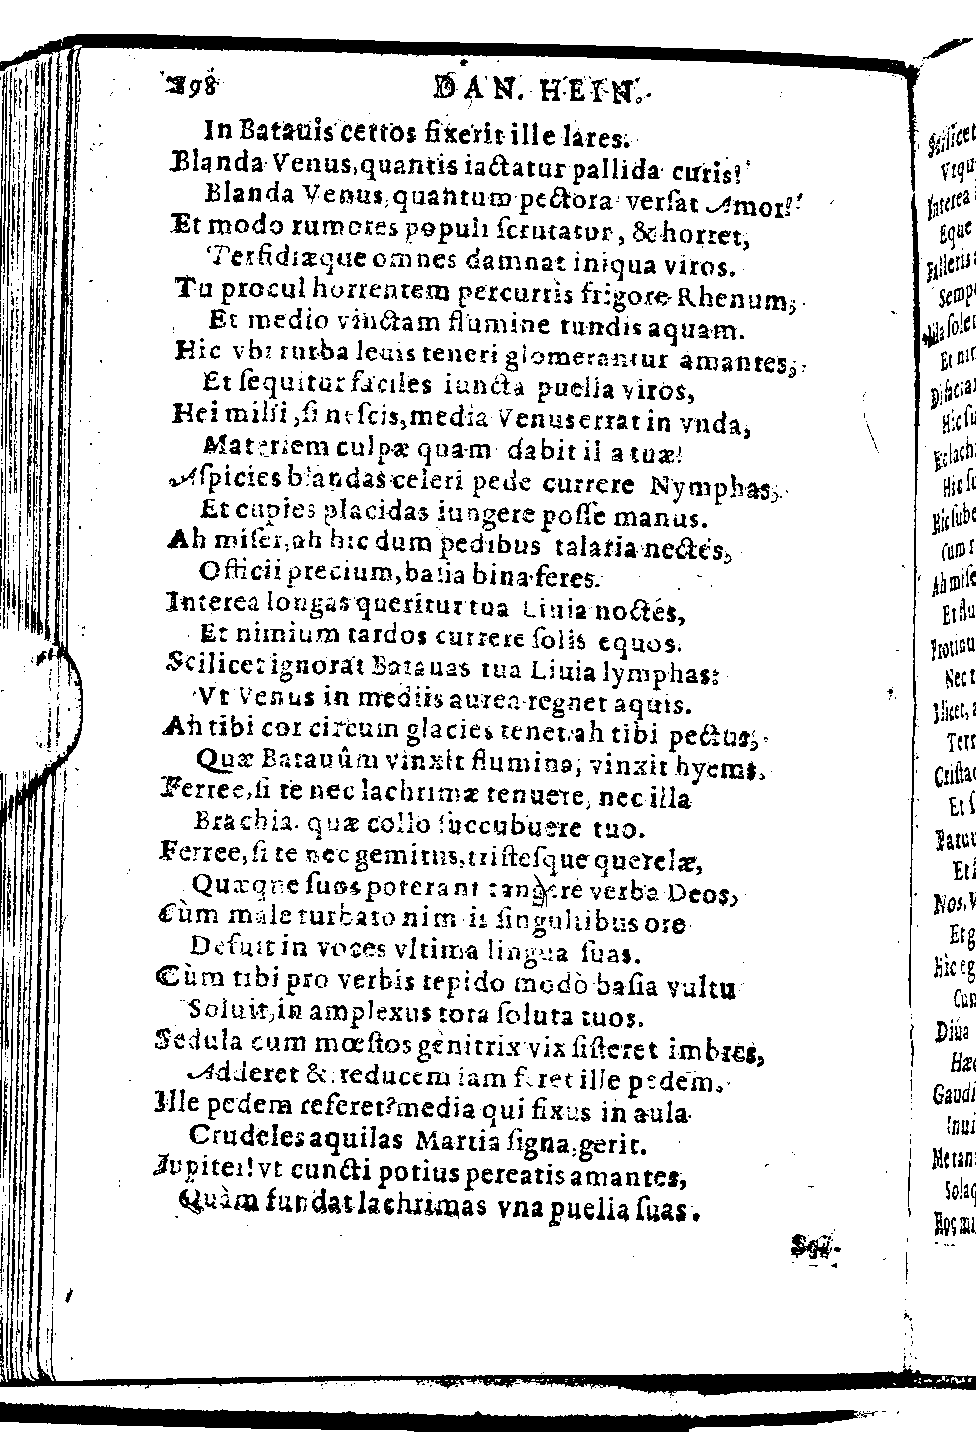 298 DAN. HEIN.
In Batauis certos fixerit ille lares.
Blanda Venus, quantis iactatur pallida curis!
Blanda Venus, quantum pectora versat Amor!
Et modo rumores populi scrutatur, & horret,
Perfidiæque omnes damnat iniqua viros.
Tu procul horrentem percurris frigore Rhenum,
Et medio vinctam flumine tundis aquam.
Hic vbi turba leuis teneri glomerantur amantes,
Et sequitur faciles iuncta puella viros,
Hei mihi, si nescis, media Venus errat in vnda,
Materiem culpæ quam dabit illa tuæ!
Aspicies blandas celeri pede currere Nymphas,
Et cupies placidas iungere posse manus.
Ah miser, ah hic dum pedibus talaria nectes,
Officii precium, basia bina feres.
Interea longas queritur tua Liuia noctes,
Et nimium tardos currere solis equos.
Scilicet ignorat Batauas tua Liuia lymphas:
Vt Venus in mediis aurea regnet aquis.
Ah tibi cor circum glacies tenet: ah tibi pectus,
Quæ Batauûm vinxit flumina, vinxit hyems.
Ferree, si te nec lachrimæ tenuere, nec illa
Brachia quæ collo succubuere tuo.
Ferree, si te nec gemitus, tristesque querelæ,
Quæque suos poterant tangere verba Deos,
Cùm male turbato nimiis singultibus ore
Desuit in voces vltima lingua suas.
Cùm tibi pro verbis tepido modò basia vultu
Soluit, in amplexus tota soluta tuos.
Sedula cum mœstos genitrix vix sisteret imbres,
Adderet & reducem iam feret ille pedem.
Ille pedem referet? media qui fixus in aula
Crudeles aquilas Martia signa gerit.
Iupiter! vt cuncti potius pereatis amantes,
Quàm fundat lachrimas vna puella suas.